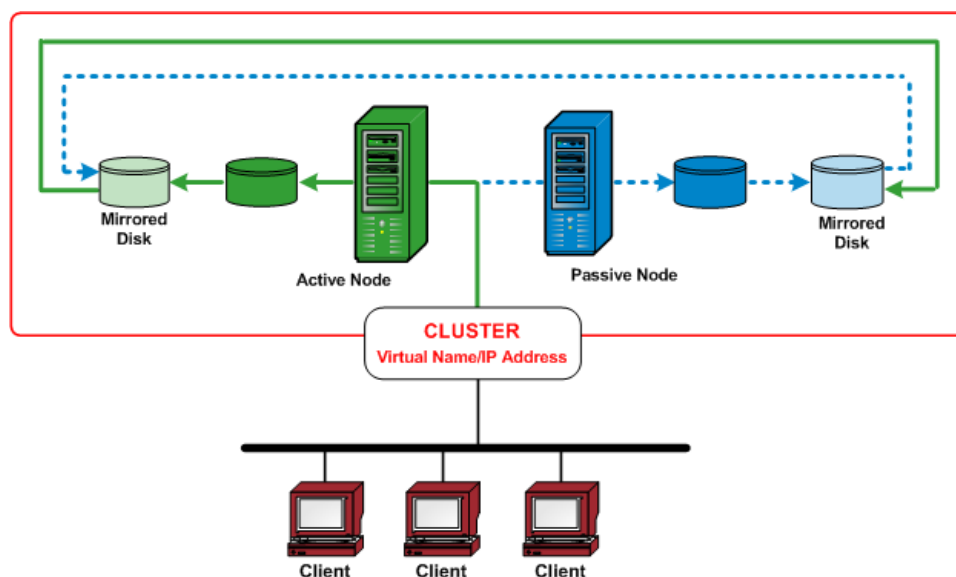 Mirrored
Disk
Active Node
Passive Node
Mirrored
Disk
CLUSTER
Virtual Name/IP Address
Client
Client
Client